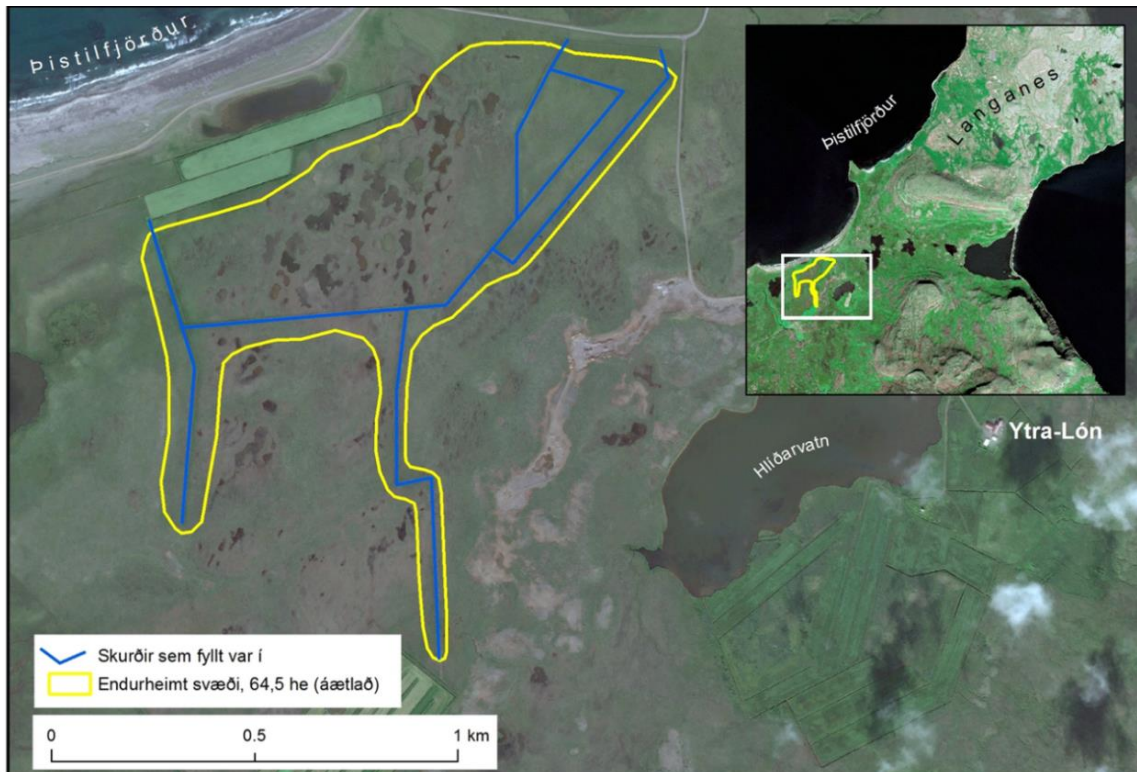 Þistilfjörður
Þistilfjörður
Langanes
Ytra-Lón
Hlíðarvatn
Skurðir sem fyllt var í
Endurheimt svæði, 64,5 he (áætlað)
0 0.5 1 km